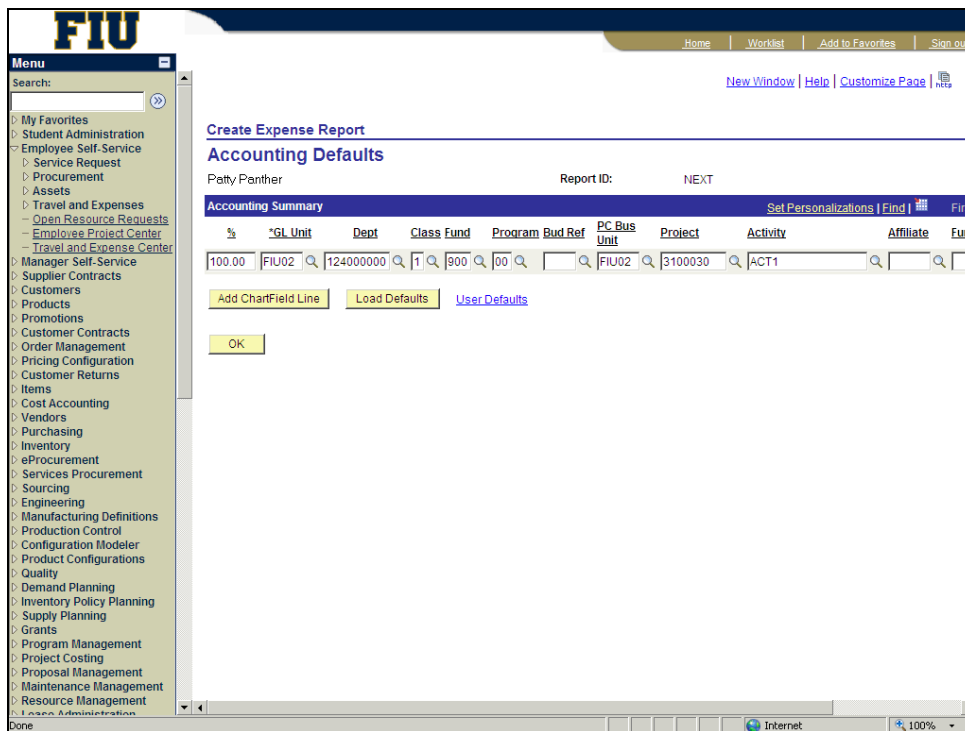 FIU
Home | Worklist | Add to Favorites | Sign ou
Menu
Search:
New Window | Help | Customize Page | http
My Favorites
Student Administration
Employee Self-Service
Service Request
Procurement
Assets
Travel and Expenses
Open Resource Requests
Employee Project Center
Travel and Expense Center
Manager Self-Service
Supplier Contracts
Customers
Products
Promotions
Customer Contracts
Order Management
Pricing Configuration
Customer Returns
Items
Cost Accounting
Vendors
Purchasing
Inventory
eProcurement
Services Procurement
Sourcing
Engineering
Manufacturing Definitions
Production Control
Configuration Modeler
Product Configurations
Quality
Demand Planning
Inventory Policy Planning
Supply Planning
Grants
Program Management
Project Costing
Proposal Management
Maintenance Management
Resource Management
Lease Administration
Create Expense Report
Accounting Defaults
Patty Panther Report ID: NEXT
Accounting Summary Set Personalizations | Find | Fir
% *GL Unit Dept Class Fund Program Bud Ref PC Bus Unit Project Activity Affiliate Fu
100.00 FIU02 124000000 1 900 00 FIU02 3100030 ACT1
Add ChartField Line Load Defaults User Defaults
OK
Done Internet 100%